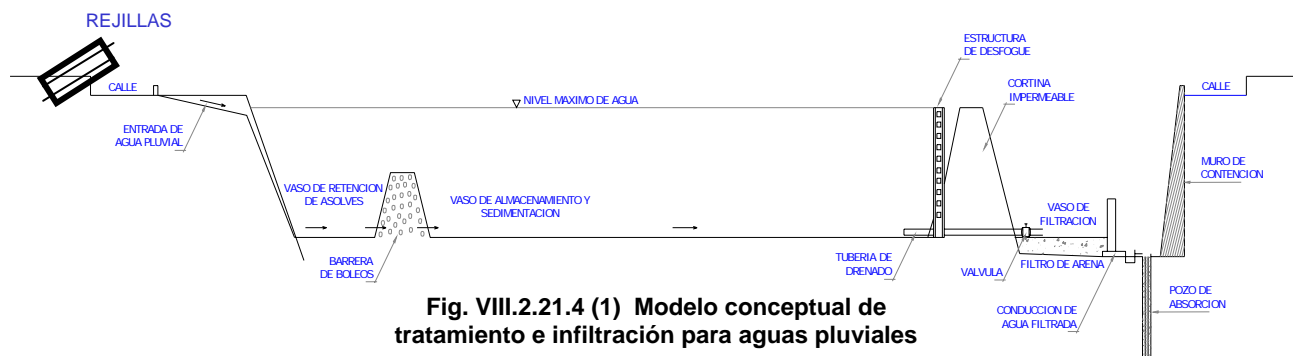 REJILLAS
CALLE
ENTRADA DE
AGUA PLUVIAL
NIVEL MAXIMO DE AGUA
ESTRUCTURA
DE DESFOGUE
CORTINA
IMPERMEABLE
CALLE
MURO DE
CONTENCION
VASO DE RETENCION
DE ASOLVES
VASO DE ALMACENAMIENTO Y
SEDIMENTACION
VASO DE
FILTRACION
BARRERA
DE BOLEOS
TUBERIA DE
DRENADO
VALVULA
FILTRO DE ARENA
CONDUCCION DE
AGUA FILTRADA
POZO DE
ABSORCION
Fig. VIII.2.21.4 (1) Modelo conceptual de
tratamiento e infiltración para aguas pluviales